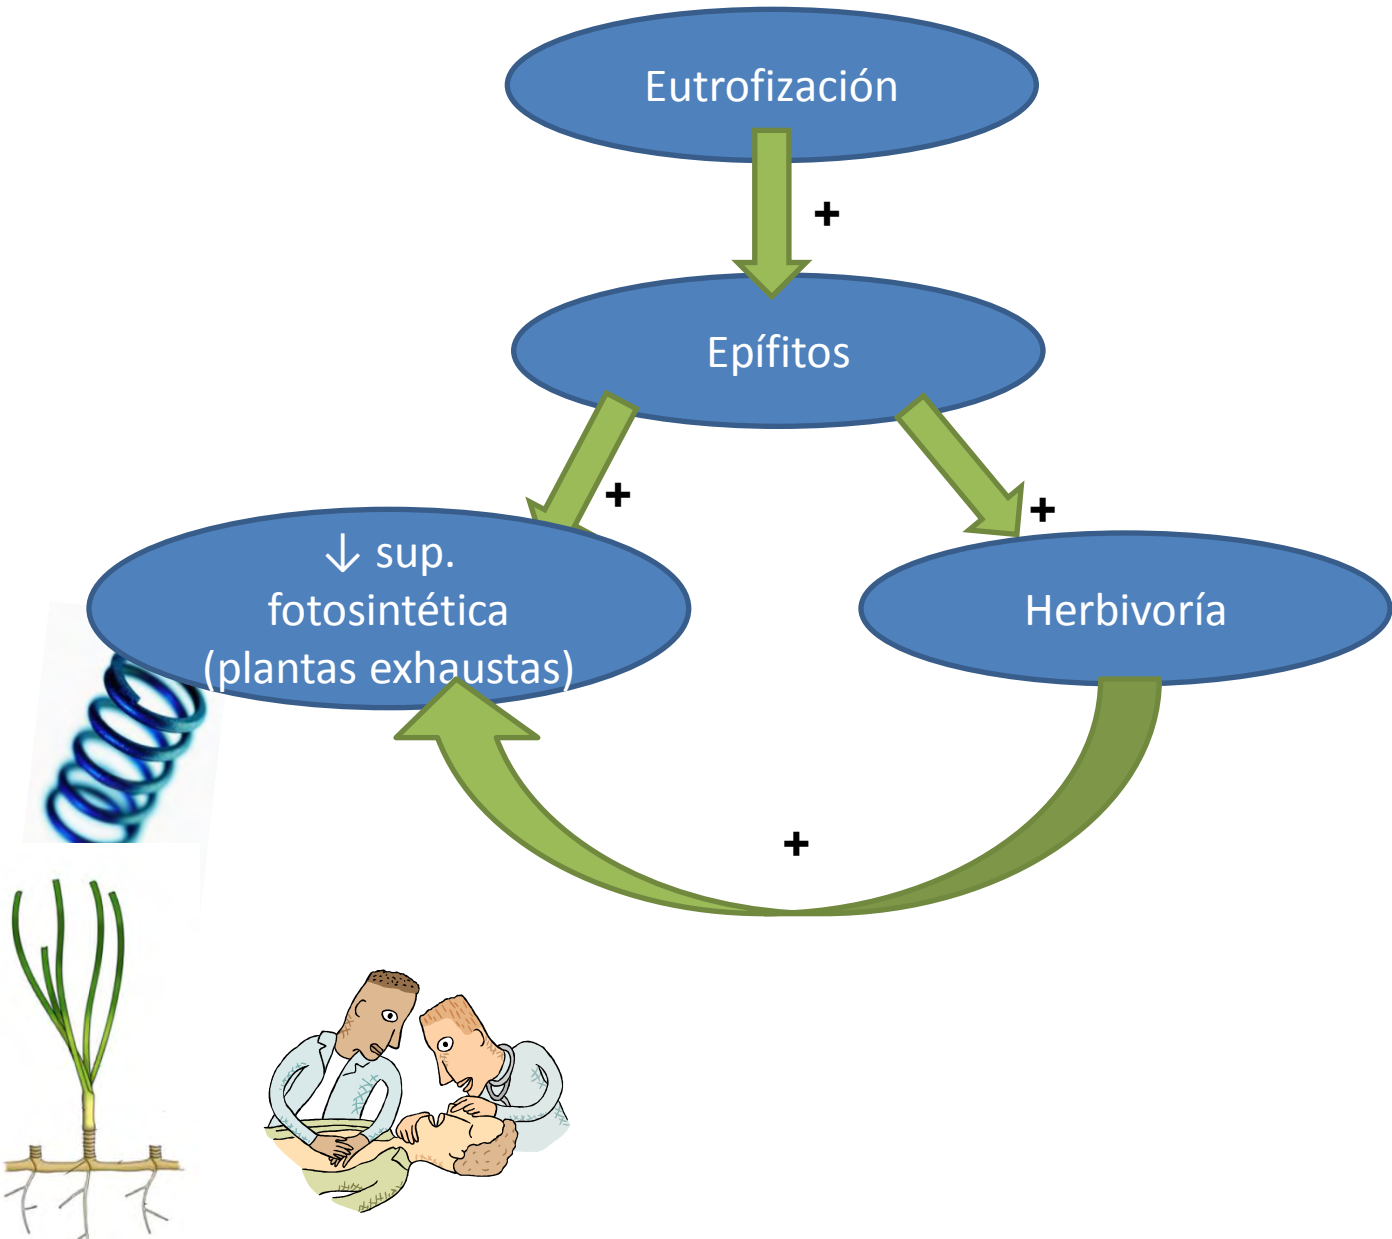 Eutrofización
+
Epífitos
+
+
↓ sup.
fotosintética
(plantas exhaustas)
Herbivoría
+